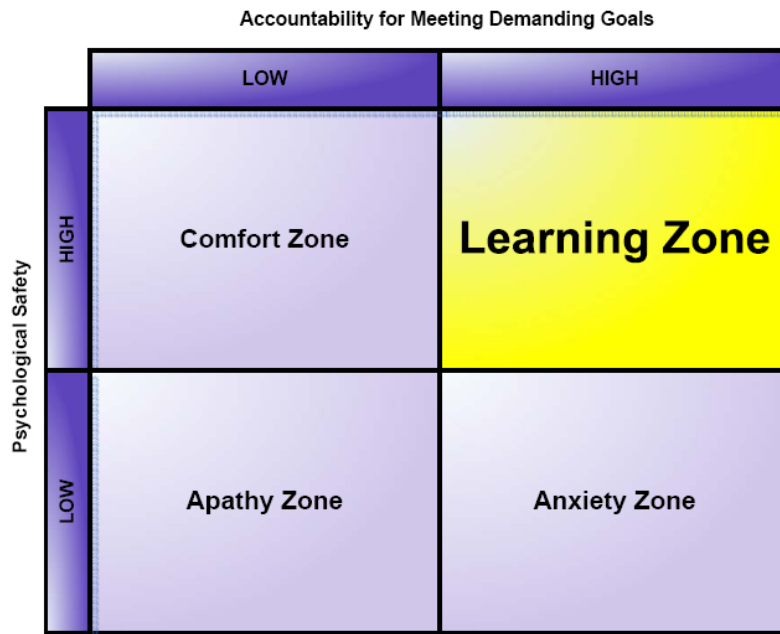 Accountability for Meeting Demanding Goals
LOW
HIGH
Psychological Safety
HIGH
Comfort Zone
Learning Zone
LOW
Apathy Zone
Anxiety Zone